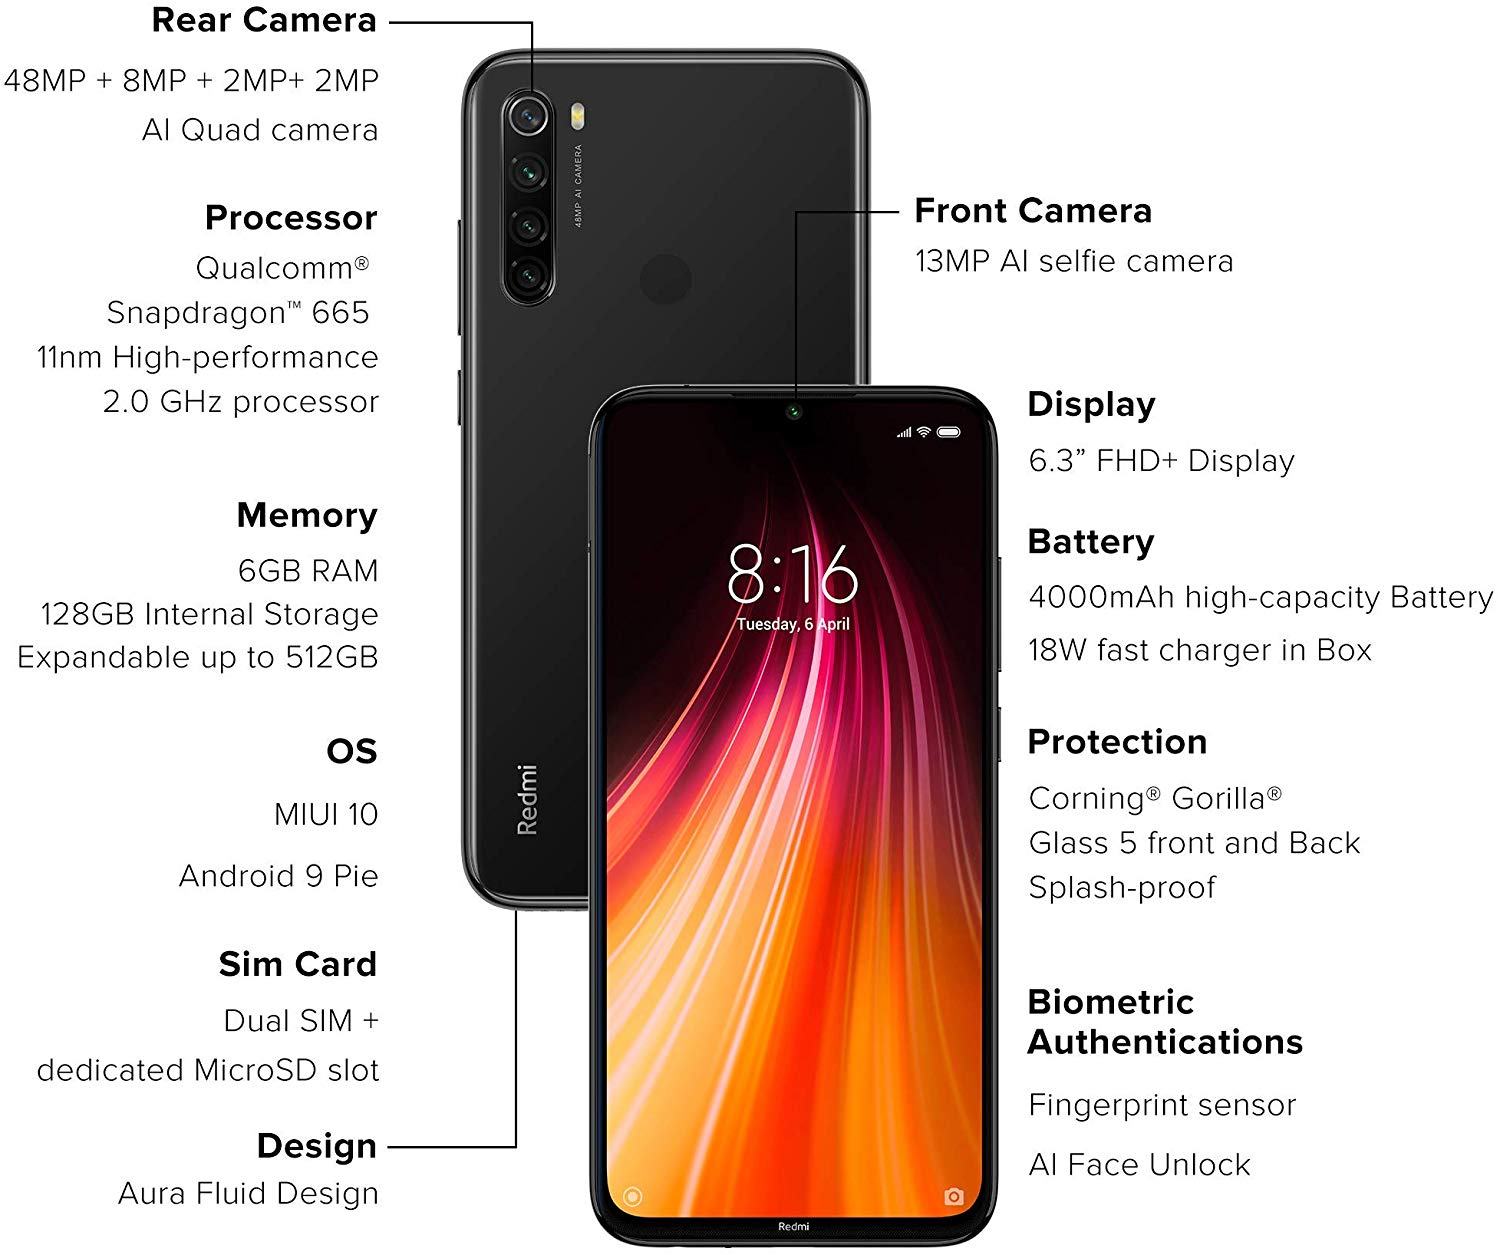 Rear Camera
48MP + 8MP + 2MP+ 2MP
AI Quad camera
Processor
Qualcomm®
Snapdragon™ 665
11nm High-performance
2.0 GHz processor
Memory
6GB RAM
128GB Internal Storage
Expandable up to 512GB
OS
MIUI 10
Android 9 Pie
Sim Card
Dual SIM +
dedicated MicroSD slot
Design
Aura Fluid Design
48MP AI CAMERA
Redmi
8:16
Tuesday, 6 April
Redmi
Front Camera
13MP AI selfie camera
Display
6.3” FHD+ Display
Battery
4000mAh high-capacity Battery
18W fast charger in Box
Protection
Corning® Gorilla®
Glass 5 front and Back
Splash-proof
Biometric
Authentications
Fingerprint sensor
AI Face Unlock